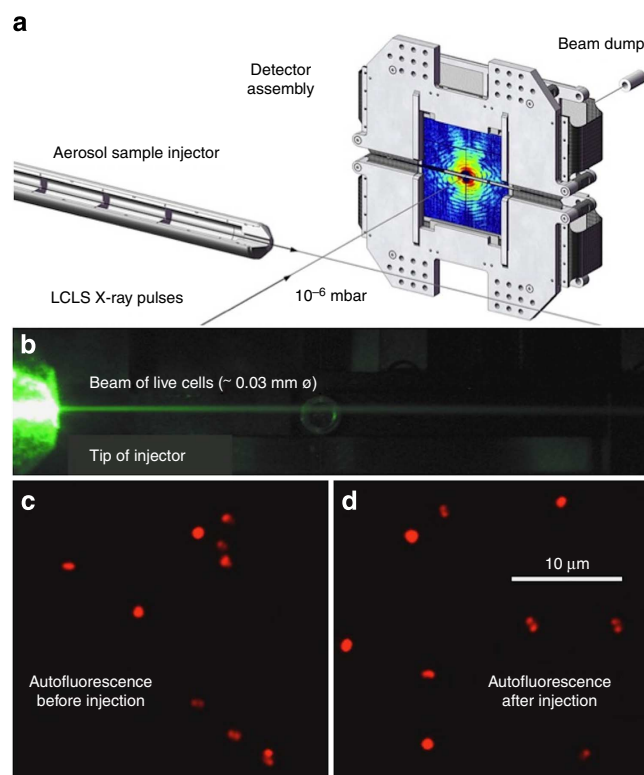 a
Beam dump
Detector
assembly
Aerosol sample injector
LCLS X-ray pulses
10⁻⁶ mbar
b
Beam of live cells (~ 0.03 mm ø)
Tip of injector
c
d
10 μm
Autofluorescence
before injection
Autofluorescence
after injection